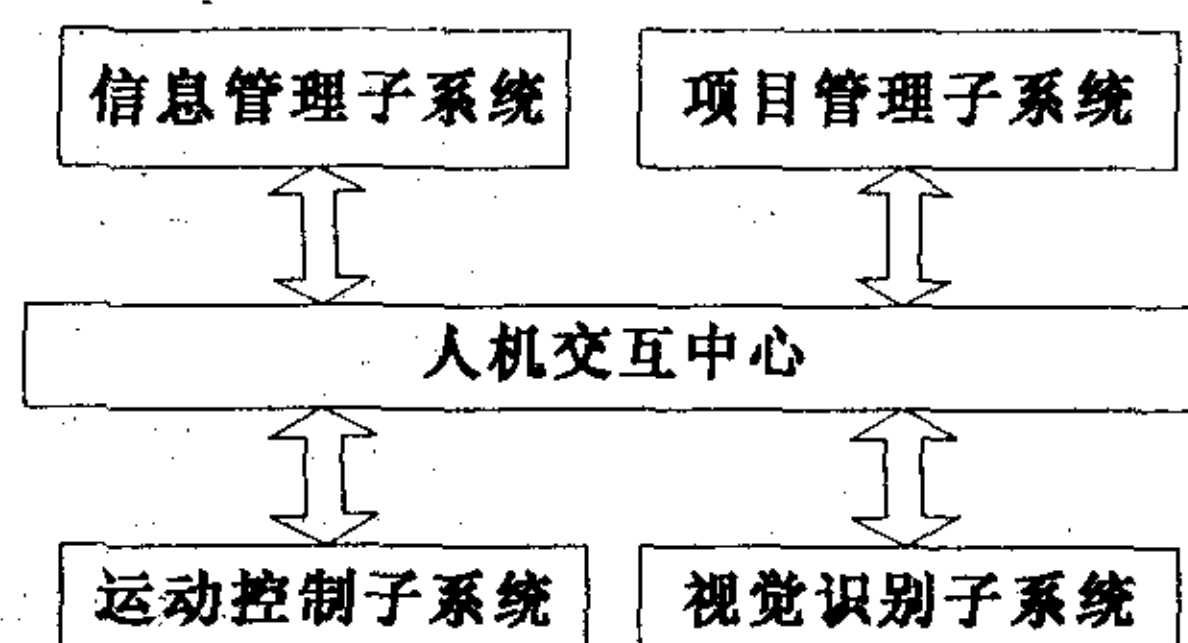 信息管理子系统
项目管理子系统
人机交互中心
运动控制子系统
视觉识别子系统